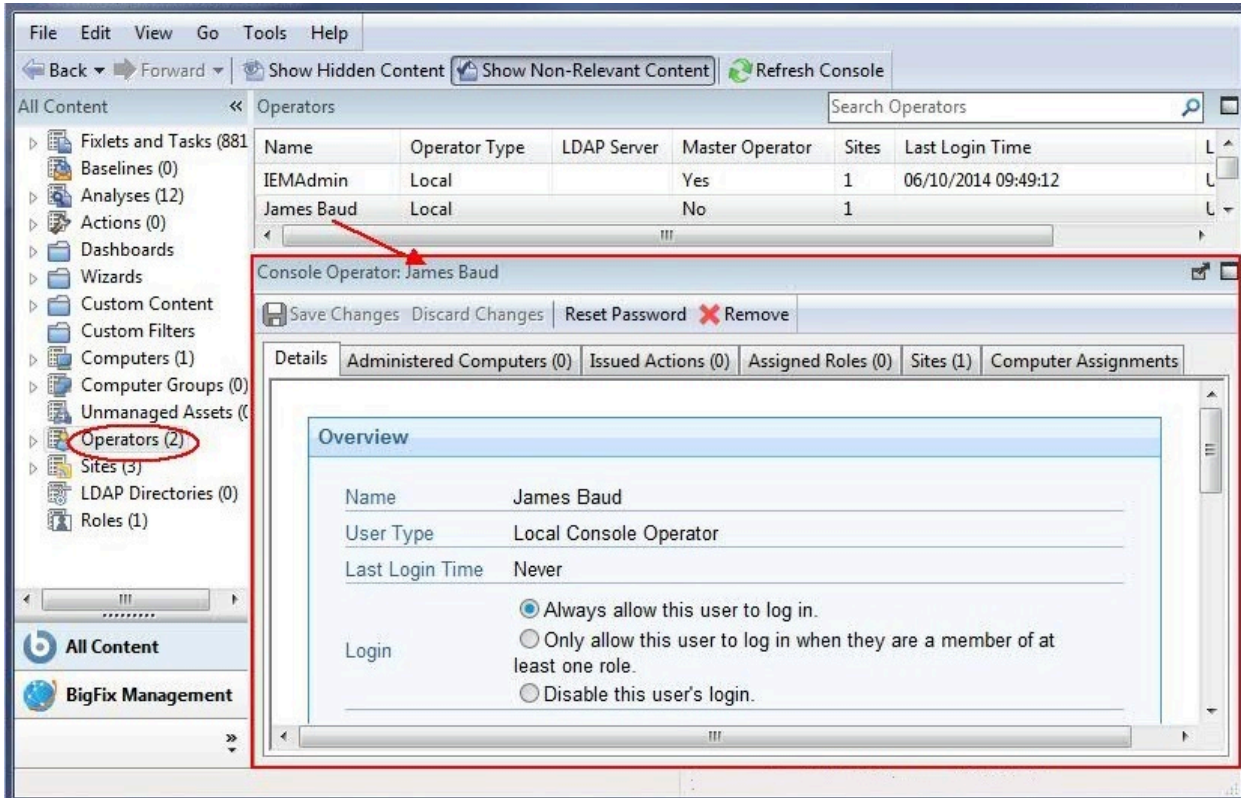 File Edit View Go Tools Help
Back Forward Show Hidden Content Show Non-Relevant Content Refresh Console
All Content «
Fixlets and Tasks (881
Baselines (0)
Analyses (12)
Actions (0)
Dashboards
Wizards
Custom Content
Custom Filters
Computers (1)
Computer Groups (0)
Unmanaged Assets (0
Operators (2)
Sites (3)
LDAP Directories (0)
Roles (1)
All Content
BigFix Management
»
Operators Search Operators
Name Operator Type LDAP Server Master Operator Sites Last Login Time L
IEMAdmin Local Yes 1 06/10/2014 09:49:12 U
James Baud Local No 1 U
Console Operator: James Baud
Save Changes Discard Changes Reset Password Remove
Details Administered Computers (0) Issued Actions (0) Assigned Roles (0) Sites (1) Computer Assignments
Overview
Name James Baud
User Type Local Console Operator
Last Login Time Never
Login
Always allow this user to log in.
Only allow this user to log in when they are a member of at
least one role.
Disable this user's login.